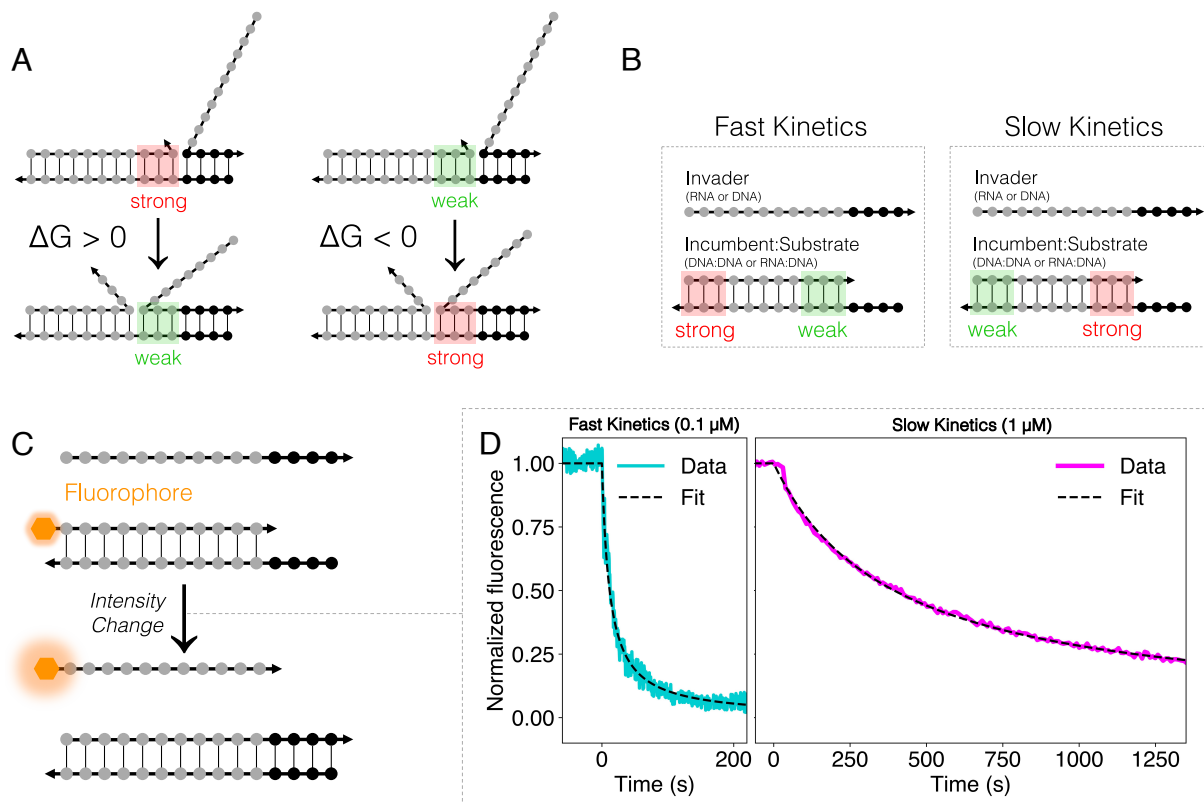 A
strong
weak
ΔG > 0
ΔG < 0
weak
strong
B
Fast Kinetics
Invader
(RNA or DNA)
Incumbent:Substrate
(DNA:DNA or RNA:DNA)
strong
weak
Slow Kinetics
Invader
(RNA or DNA)
Incumbent:Substrate
(DNA:DNA or RNA:DNA)
weak
strong
C
Fluorophore
Intensity
Change
D
Fast Kinetics (0.1 µM)
Slow Kinetics (1 µM)
Data
Fit
Data
Fit
Normalized fluorescence
1.00
0.75
0.50
0.25
0.00
0
200
Time (s)
0
250
500
750
1000
1250
Time (s)